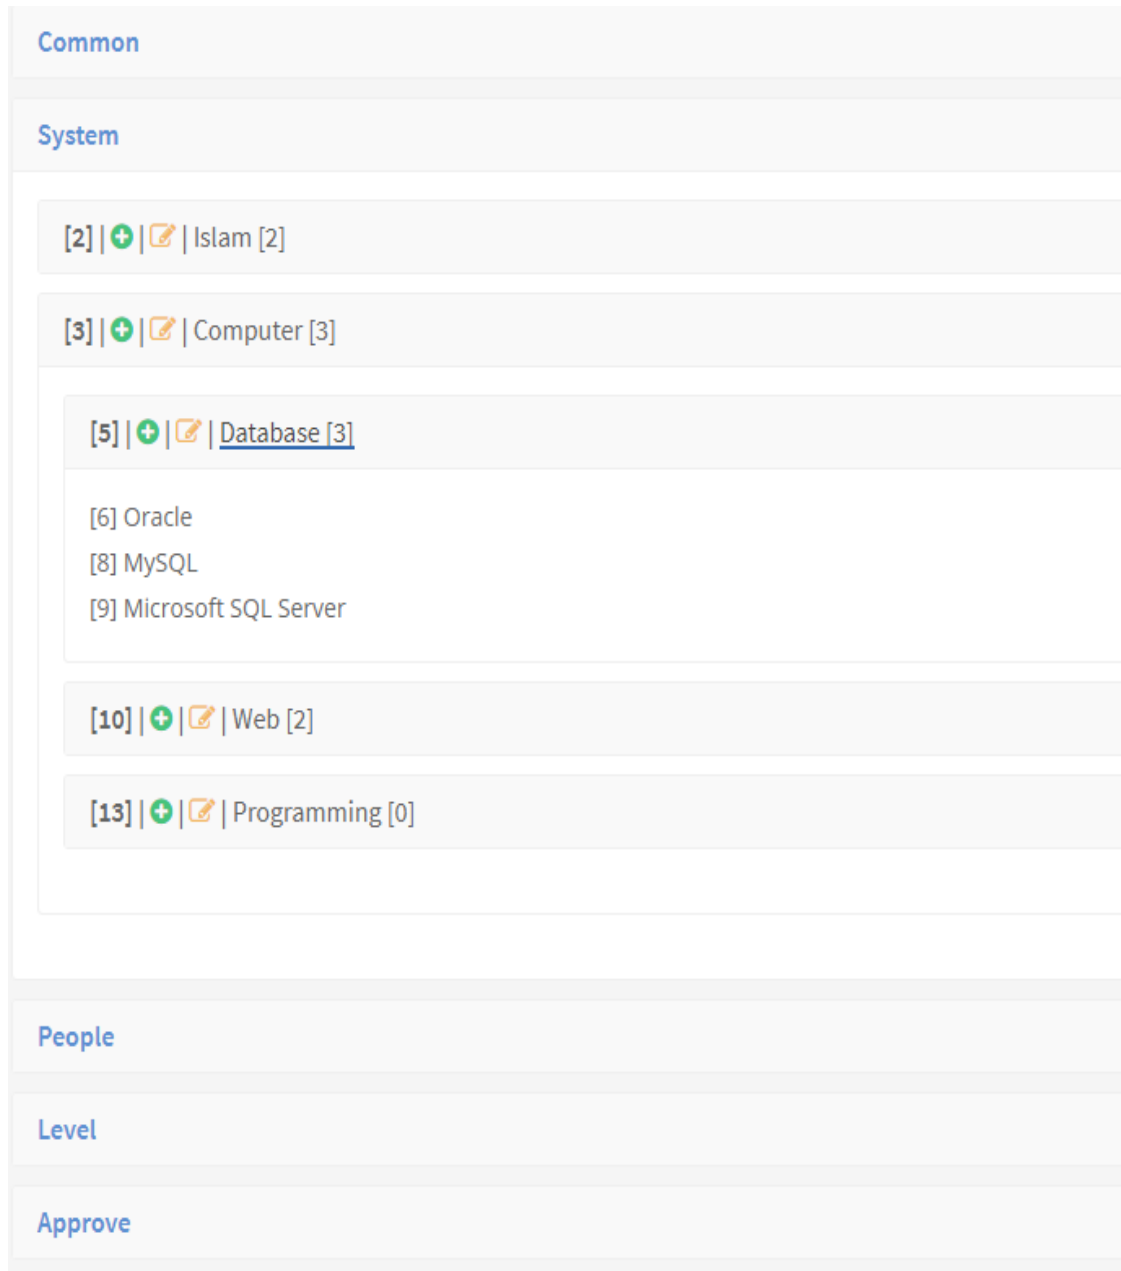 Common
System
[2] | | | Islam [2]
[3] | | | Computer [3]
[5] | | | Database [3]
[6] Oracle
[8] MySQL
[9] Microsoft SQL Server
[10] | | | Web [2]
[13] | | | Programming [0]
People
Level
Approve